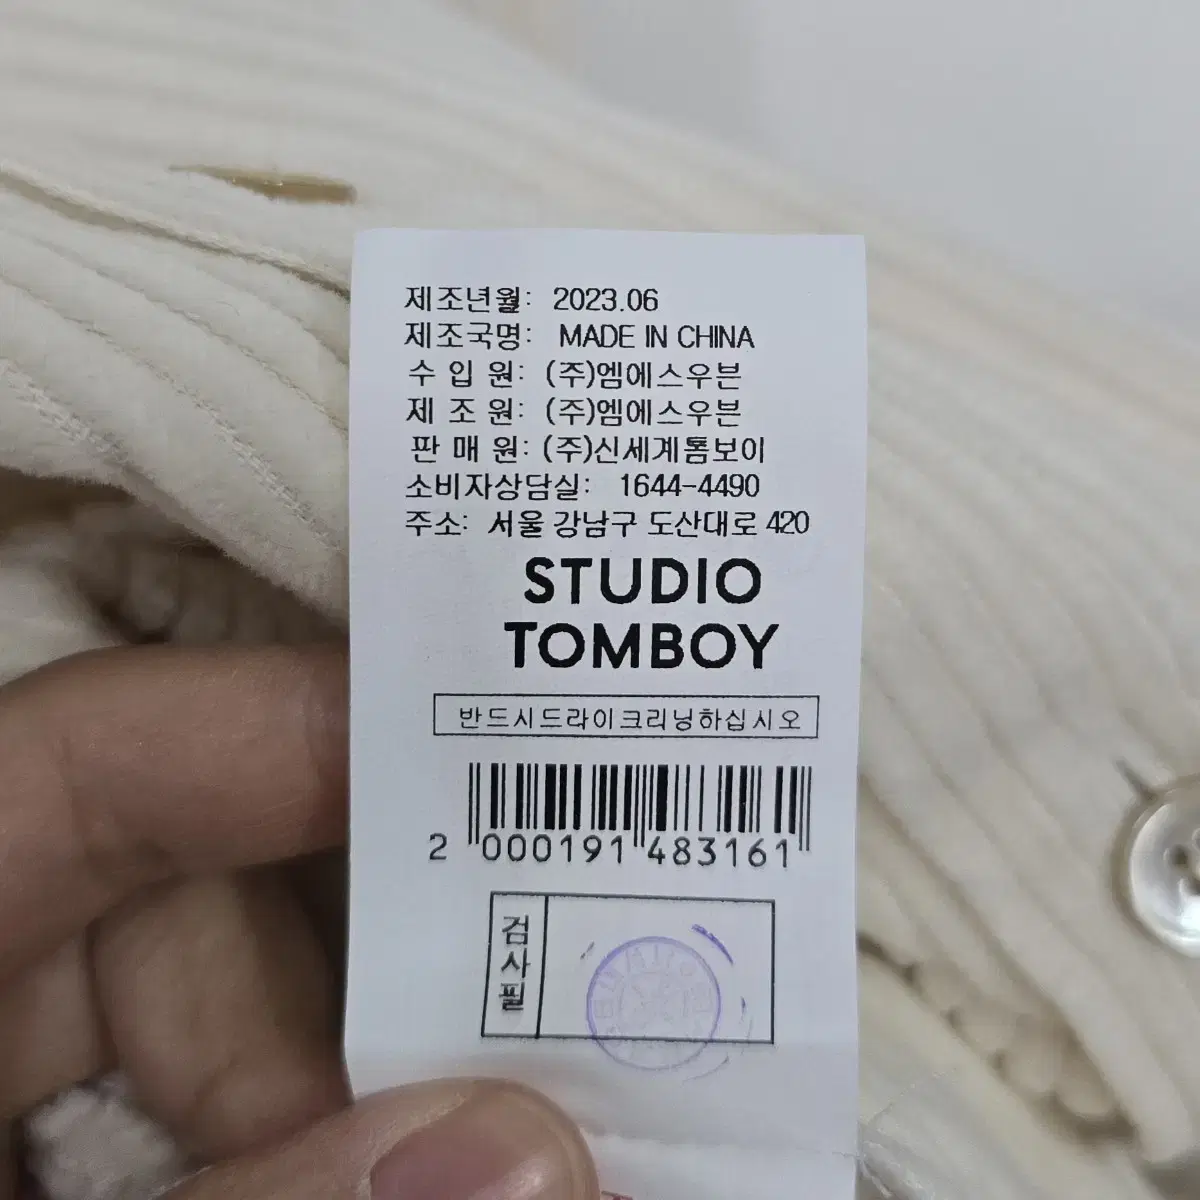 제조년월: 2023.06
제조국명: MADE IN CHINA
수 입 원: (주)엠에스우븐
제 조 원: (주)엠에스우븐
판 매 원: (주)신세계톰보이
소비자상담실: 1644-4490
주소: 서울 강남구 도산대로 420
STUDIO
TOMBOY
반드시드라이크리닝하십시오
2 000191 483161
검사필